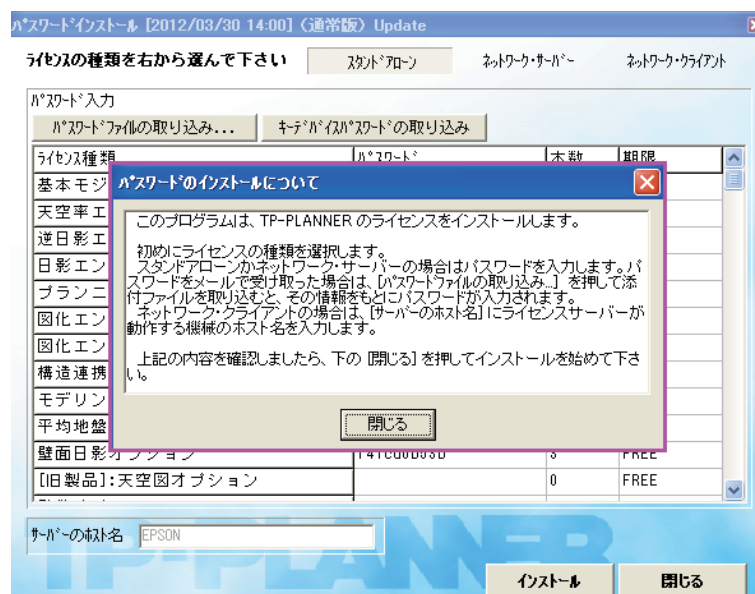 パスワードインストール [2012/03/30 14:00]（通常版）Update
ライセンスの種類を右から選んで下さい
スタンドアローン
ネットワーク・サーバー
ネットワーク・クライアント
パスワード入力
パスワードファイルの取り込み...
キーデバイスパスワードの取り込み
ライセンス種類 パスワード 本数 期限
基本モジ
天空率エ
逆日影エ
日影エン
プランニ
図化エン
図化エン
構造連携
モデリン
平均地盤
壁面日影オプション
[旧製品]:天空図オプション 0 FREE
パスワードのインストールについて
このプログラムは、TP-PLANNER のライセンスをインストールします。
初めにライセンスの種類を選択します。
スタンドアローンかネットワーク・サーバーの場合はパスワードを入力します。パ
スワードをメールで受け取った場合は、[パスワードファイルの取り込み...] を押して添
付ファイルを取り込むと、その情報をもとにパスワードが入力されます。
ネットワーク・クライアントの場合は、[サーバーのホスト名] にライセンスサーバーが
動作する機械のホスト名を入力します。
上記の内容を確認しましたら、下の [閉じる] を押してインストールを始めて下さ
い。
閉じる
サーバーのホスト名 EPSON
TP-PLANNER
インストール
閉じる